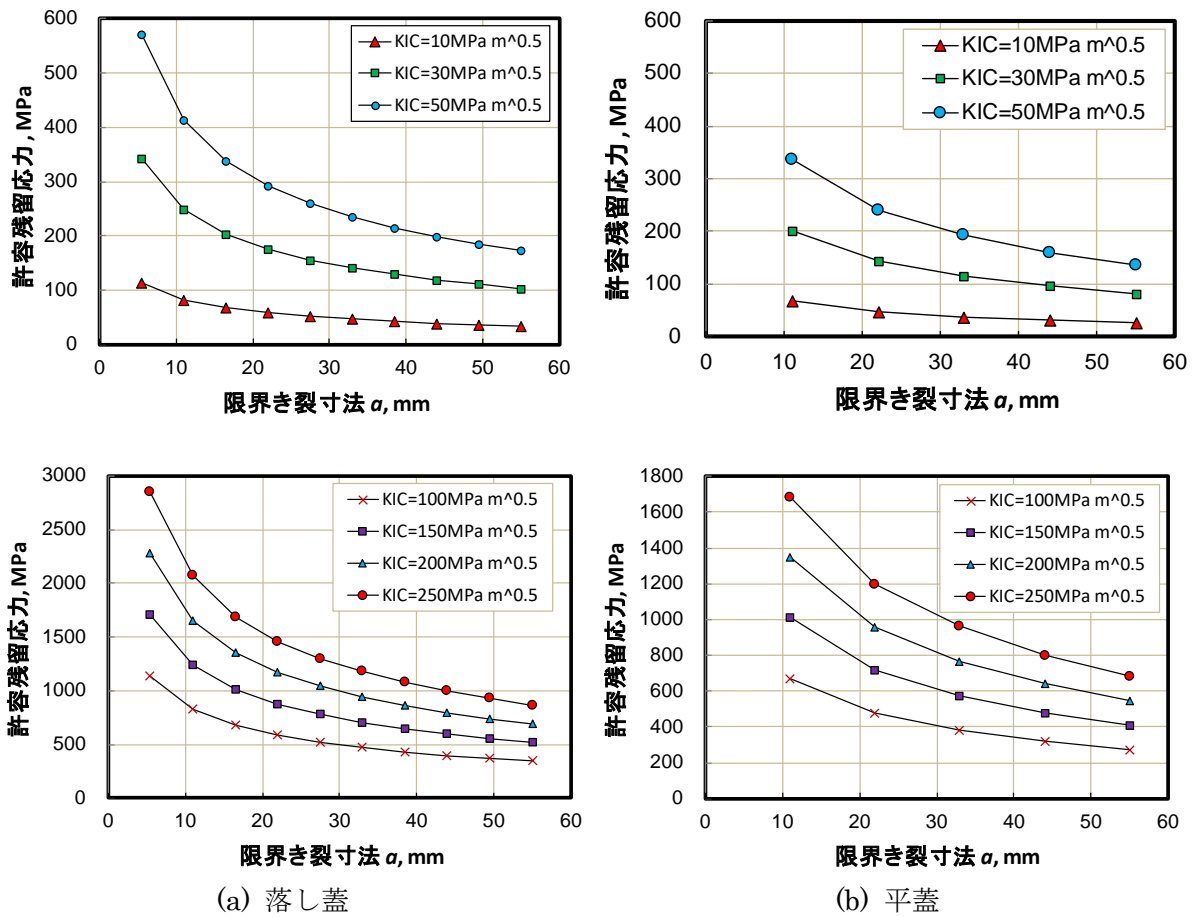 600
500
400
300
200
100
0
許容残留応力, MPa
KIC=10MPa m^0.5
KIC=30MPa m^0.5
KIC=50MPa m^0.5
0 10 20 30 40 50 60
限界き裂寸法 a, mm
600
500
400
300
200
100
0
許容残留応力, MPa
KIC=10MPa m^0.5
KIC=30MPa m^0.5
KIC=50MPa m^0.5
0 10 20 30 40 50 60
限界き裂寸法 a, mm
3000
2500
2000
1500
1000
500
0
許容残留応力, MPa
KIC=100MPa m^0.5
KIC=150MPa m^0.5
KIC=200MPa m^0.5
KIC=250MPa m^0.5
0 10 20 30 40 50 60
限界き裂寸法 a, mm
(a) 落し蓋
1800
1600
1400
1200
1000
800
600
400
200
0
許容残留応力, MPa
KIC=100MPa m^0.5
KIC=150MPa m^0.5
KIC=200MPa m^0.5
KIC=250MPa m^0.5
0 10 20 30 40 50 60
限界き裂寸法 a, mm
(b) 平蓋